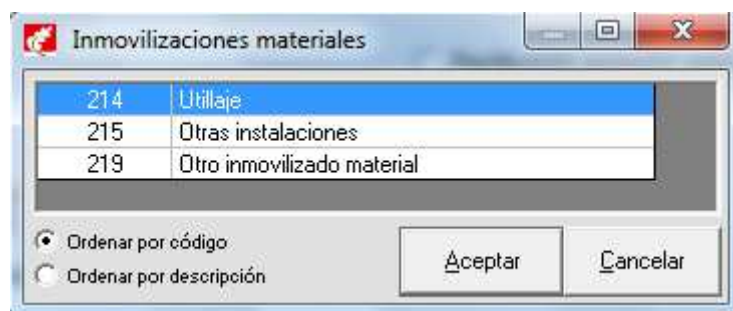 Inmovilizaciones materiales
214 Utillaje
215 Otras instalaciones
219 Otro inmovilizado material
Ordenar por código
Ordenar por descripción
Aceptar
Cancelar